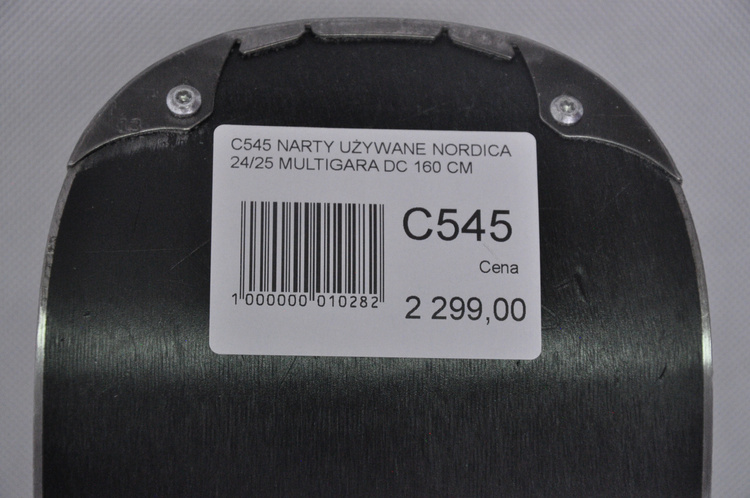 C545 NARTY UŻYWANE NORDICA
24/25 MULTIGARA DC 160 CM
C545
Cena
1 000000 010282
2 299,00